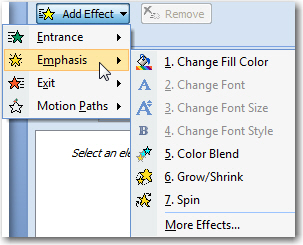 Add Effect
Remove
Entrance
Emphasis
Exit
Motion Paths
1. Change Fill Color
2. Change Font
3. Change Font Size
4. Change Font Style
5. Color Blend
6. Grow/Shrink
7. Spin
More Effects...
Select an el